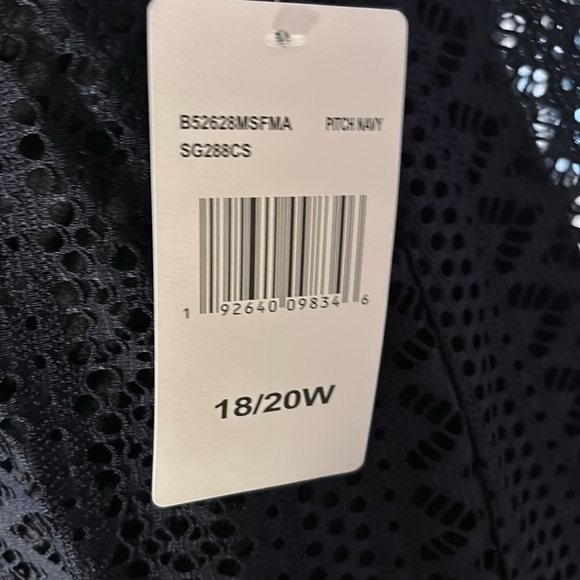 B52628MSFMA PITCH NAVY
SG288CS
1 92640 09834 6
18/20W